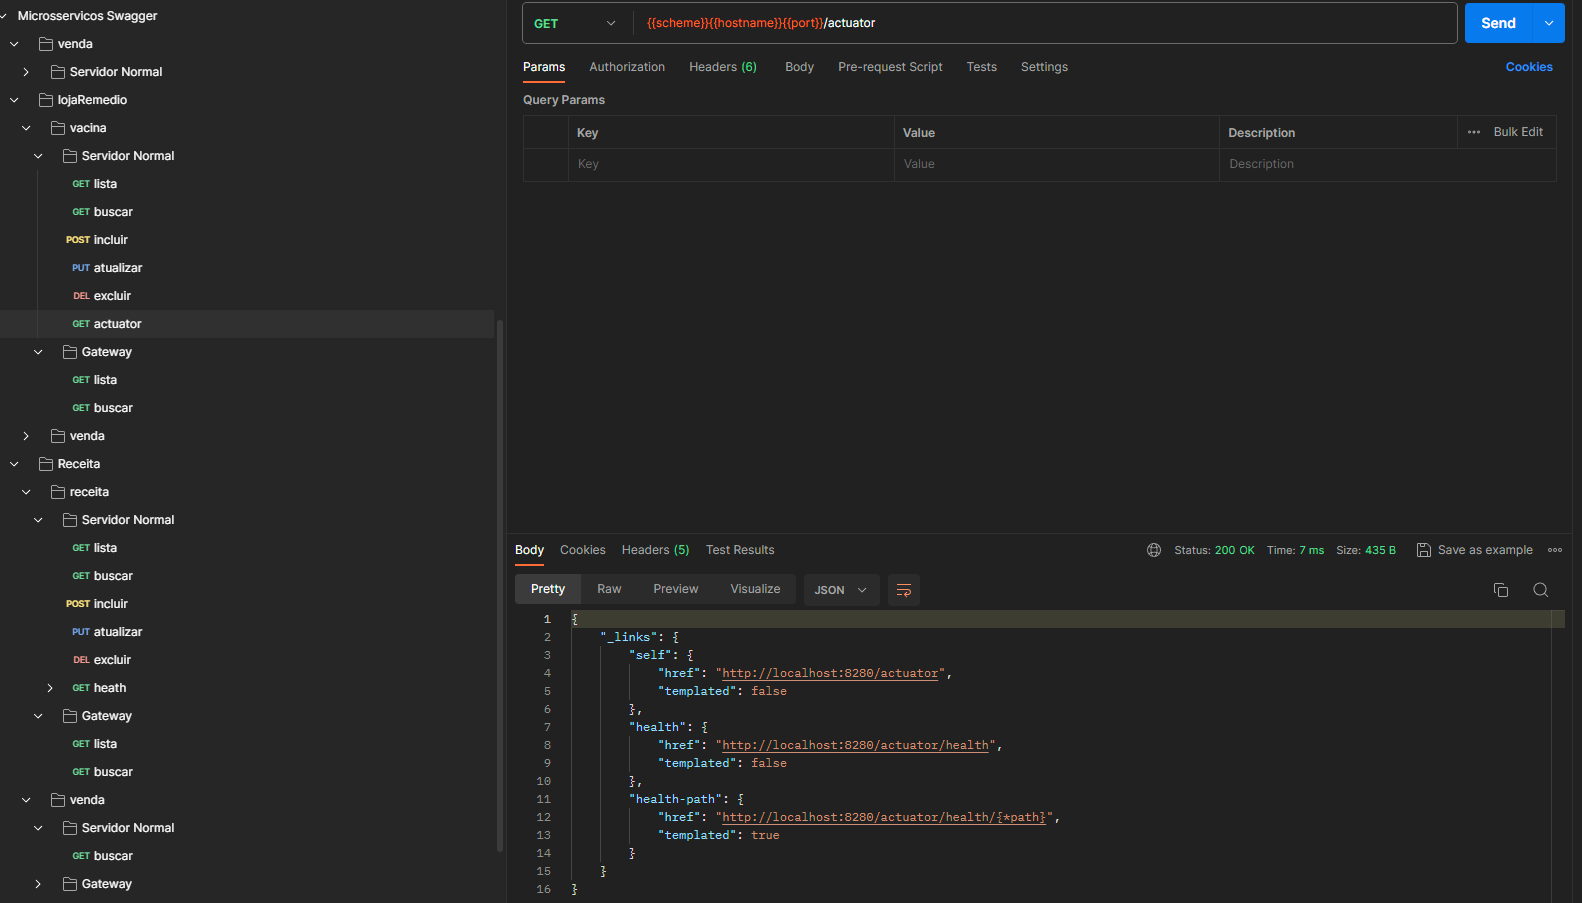 Microsservicos Swagger
venda
Servidor Normal
lojaRemedio
vacina
Servidor Normal
GET lista
GET buscar
POST incluir
PUT atualizar
DEL excluir
GET actuator
Gateway
GET lista
GET buscar
venda
Receita
receita
Servidor Normal
GET lista
GET buscar
POST incluir
PUT atualizar
DEL excluir
GET heath
Gateway
GET lista
GET buscar
venda
Servidor Normal
GET buscar
Gateway
GET {{scheme}}{{hostname}}{{port}}/actuator Send
Params Authorization Headers (6) Body Pre-request Script Tests Settings Cookies
Query Params
Key Value Description ••• Bulk Edit
Key Value Description
Body Cookies Headers (5) Test Results Status: 200 OK Time: 7 ms Size: 435 B Save as example
Pretty Raw Preview Visualize JSON
1 {
2 "_links": {
3 "self": {
4 "href": "http://localhost:8280/actuator",
5 "templated": false
6 },
7 "health": {
8 "href": "http://localhost:8280/actuator/health",
9 "templated": false
10 },
11 "health-path": {
12 "href": "http://localhost:8280/actuator/health/{*path}",
13 "templated": true
14 }
15 }
16 }